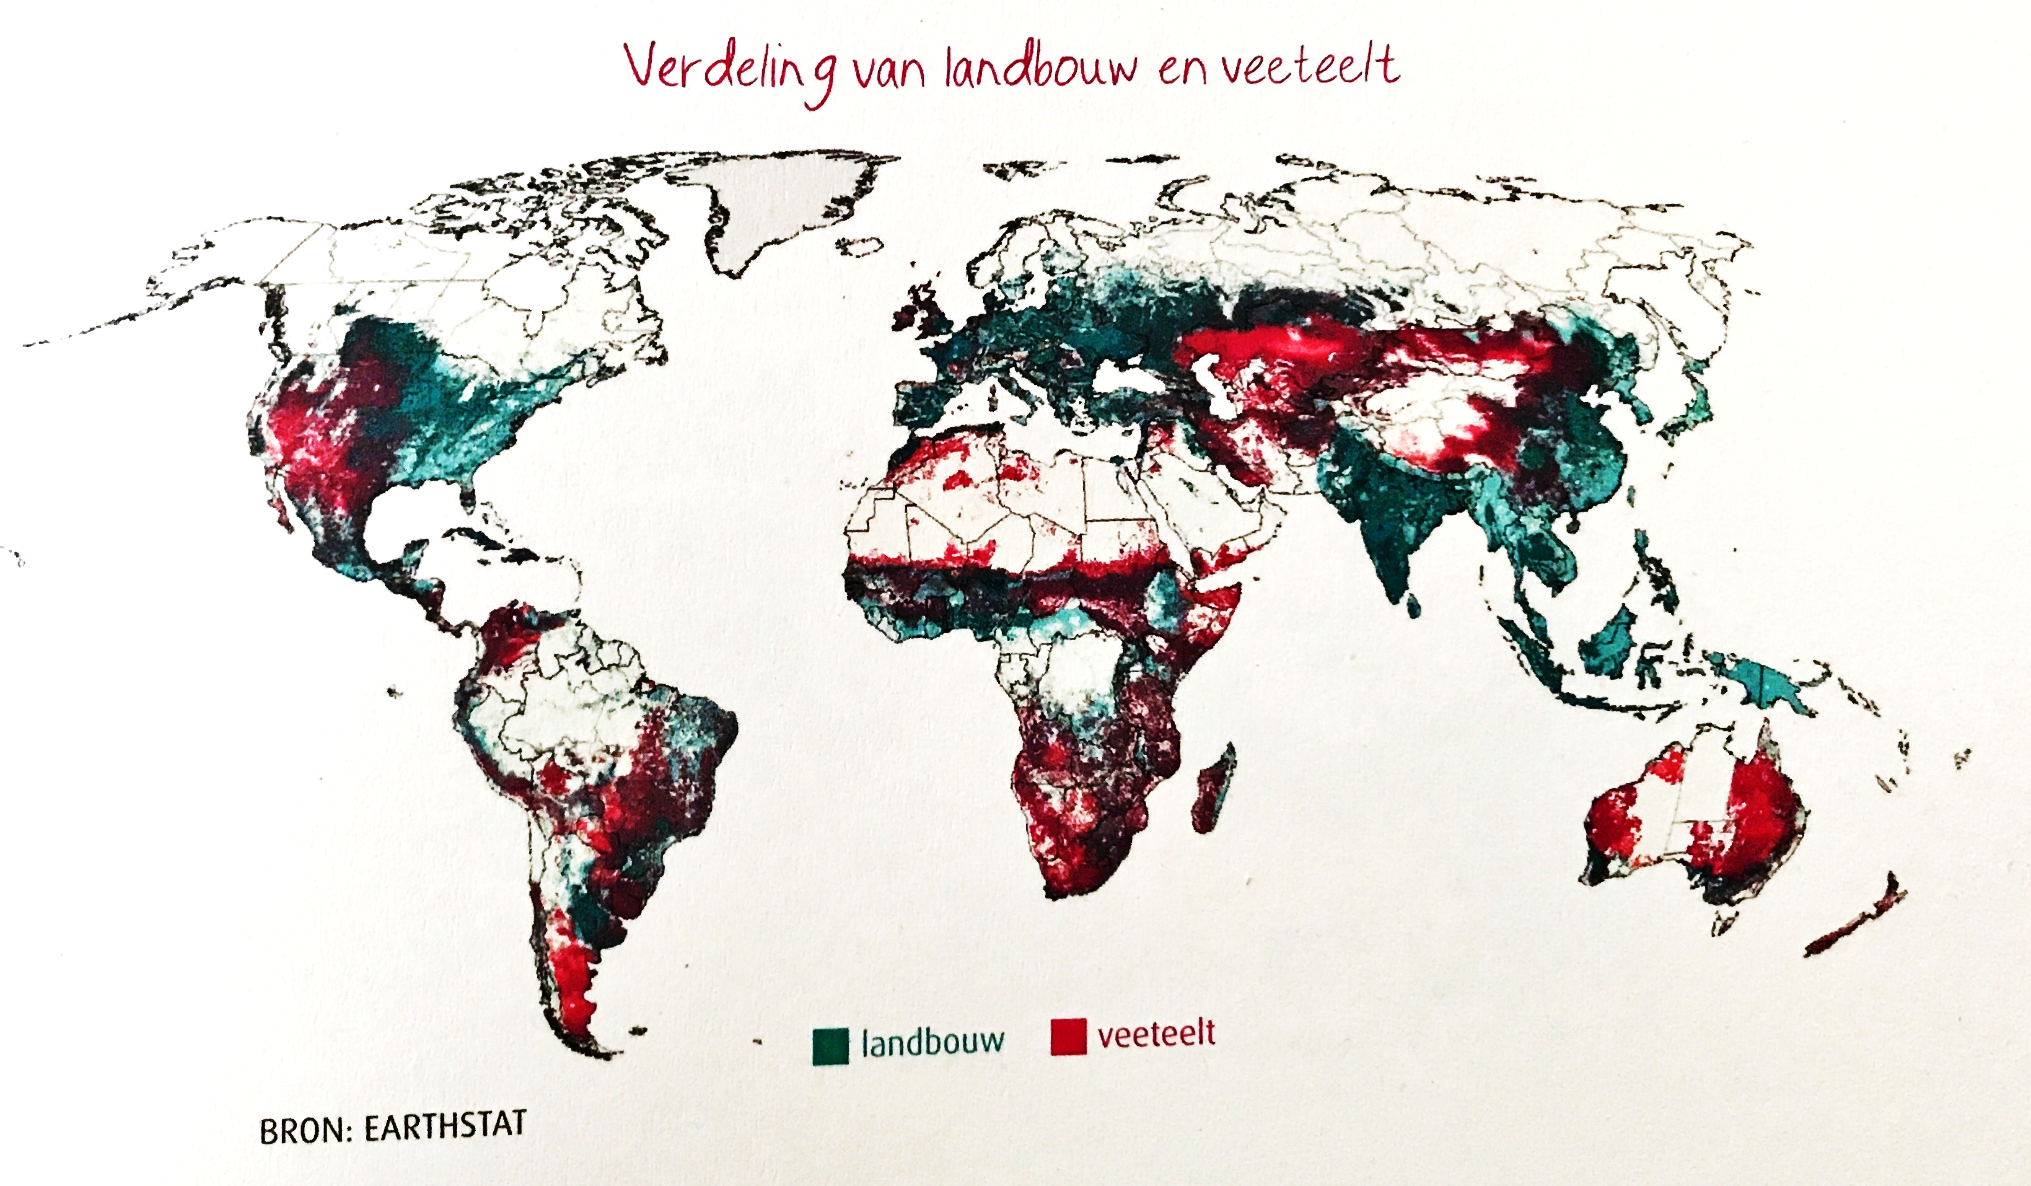 Verdeling van landbouw en veeteelt
landbouw
veeteelt
BRON: EARTHSTAT